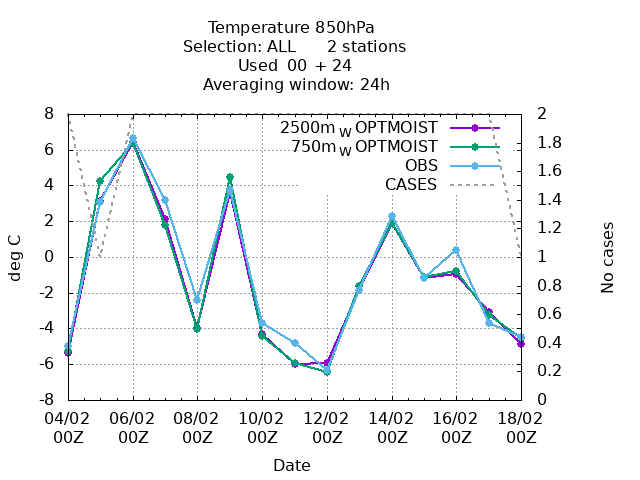 Temperature 850hPa
Selection: ALL 2 stations
Used 00 + 24
Averaging window: 24h
2500m W OPTMOIST
750m W OPTMOIST
OBS
CASES
8
6
4
2
0
-2
-4
-6
-8
deg C
2
1.8
1.6
1.4
1.2
1
0.8
0.6
0.4
0.2
0
No cases
04/02 06/02 08/02 10/02 12/02 14/02 16/02 18/02
00Z 00Z 00Z 00Z 00Z 00Z 00Z 00Z
Date